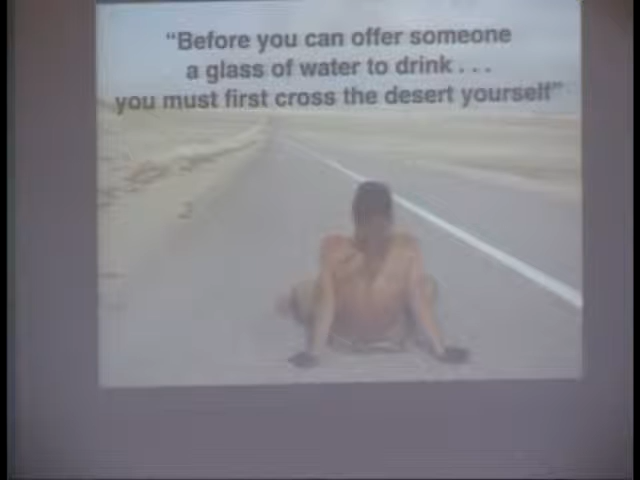 “Before you can offer someone
a glass of water to drink . . .
you must first cross the desert yourself”